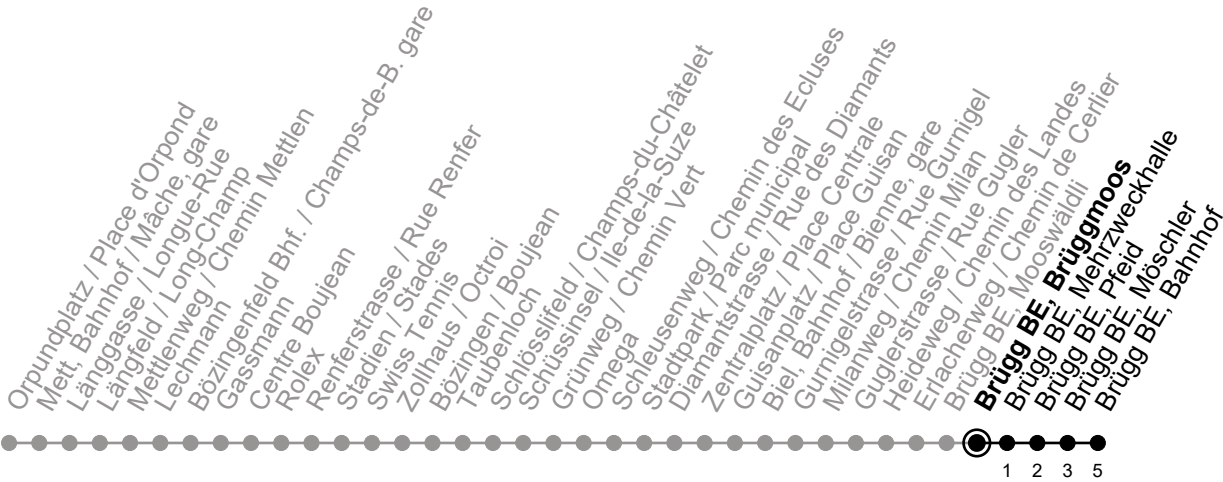 Orpundplatz / Place d'Orpond
Mett, Bahnhof / Mâche, gare
Länggasse / Longue-Rue
Längfeld / Long-Champ
Mettlenweg / Chemin Mettlen
Lechmann
Bözingenfeld Bhf. / Champs-de-B. gare
Gassmann
Centre Boujean
Rolex
Renferstrasse / Rue Renfer
Stadien / Stades
Swiss Tennis
Zollhaus / Octroi
Bözingen / Boujean
Taubenloch
Schlösslifeld / Champs-du-Châtelet
Schüssinsel / Ile-de-la-Suze
Grünweg / Chemin Vert
Omega
Schleusenweg / Chemin des Ecluses
Stadtpark / Parc municipal
Diamantstrasse / Rue des Diamants
Zentralplatz / Place Centrale
Guisanplatz / Place Guisan
Biel, Bahnhof / Bienne, gare
Gurnigelstrasse / Rue Gurnigel
Milanweg / Chemin Milan
Guglerstrasse / Rue Gugler
Heideweg / Chemin des Landes
Erlacherweg / Chemin de Cerlier
Brügg BE, Mooswäldli
Brügg BE, Brüggmoos
Brügg BE, Mehrzweckhalle
Brügg BE, Pfeid
Brügg BE, Möschler
Brügg BE, Bahnhof
1 2 3 5